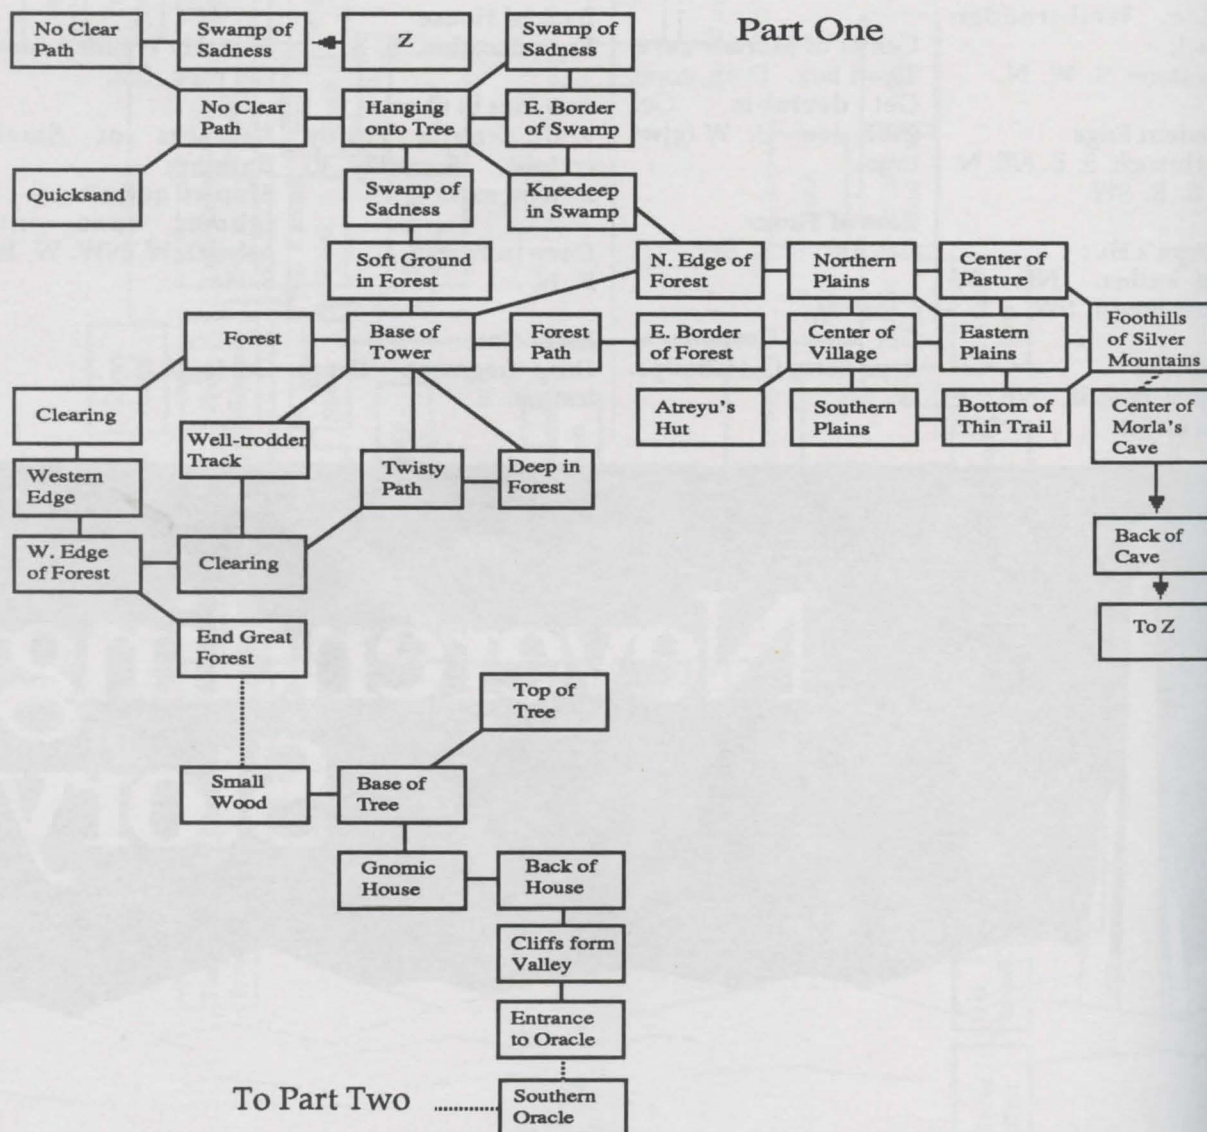 Part One
No Clear
Path
Swamp of
Sadness
Z
Swamp of
Sadness
No Clear
Path
Hanging
onto Tree
E. Border
of Swamp
Quicksand
Swamp of
Sadness
Kneedeep
in Swamp
Soft Ground
in Forest
N. Edge of
Forest
Northern
Plains
Center of
Pasture
Forest
Base of
Tower
Forest
Path
E. Border
of Forest
Center of
Village
Eastern
Plains
Foothills
of Silver
Mountains
Clearing
Well-trodden
Track
Atreyu's
Hut
Southern
Plains
Bottom of
Thin Trail
Center of
Morla's
Cave
Western
Edge
Twisty
Path
Deep in
Forest
W. Edge
of Forest
Clearing
Back of
Cave
End Great
Forest
To Z
Top of
Tree
Small
Wood
Base of
Tree
Gnomic
House
Back of
House
Cliffs form
Valley
Entrance
to Oracle
To Part Two
Southern
Oracle